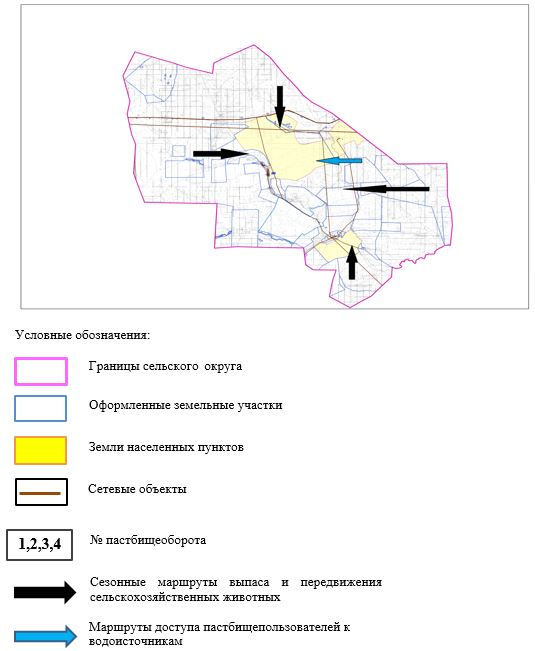 Условные обозначения:
Границы сельского округа
Оформленные земельные участки
Земли населенных пунктов
Сетевые объекты
1,2,3,4
№ пастбищеоборота
Сезонные маршруты выпаса и передвижения
сельскохозяйственных животных
Маршруты доступа пастбищепользователей к
водоисточникам